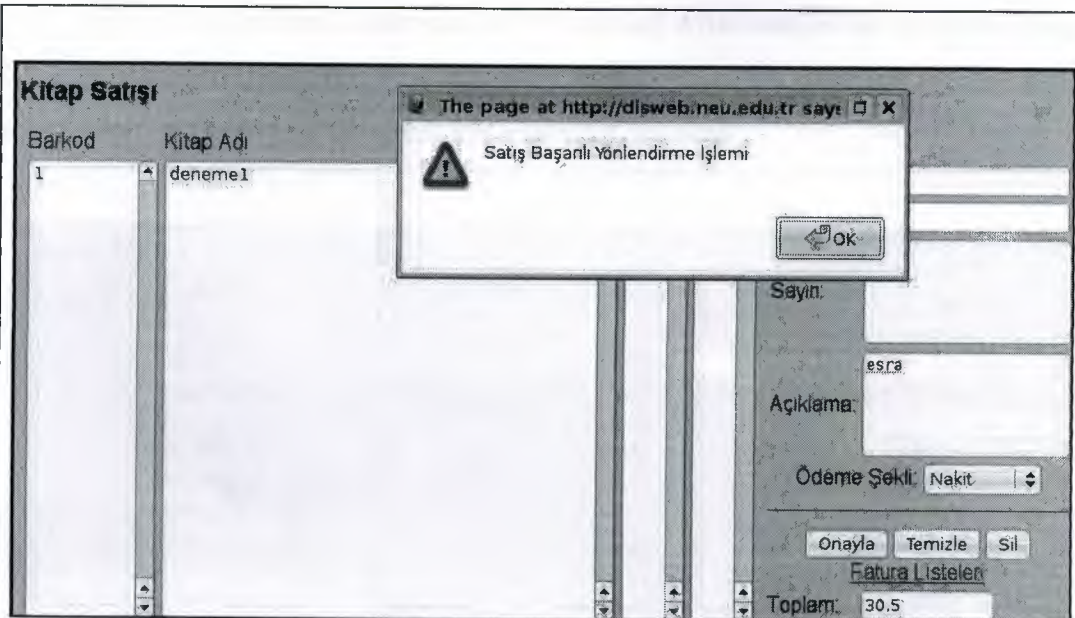 Kitap Satışı
The page at http://disweb.neu.edu.tr says
Satış Başarılı Yönlendirme İşlemi
OK
Barkod
Kitap Adı
1
deneme1
Sayın:
esra
Açıklama:
Ödeme Şekli: Nakit
Onayla Temizle Sil
Fatura Listeleri
Toplam: 30.5